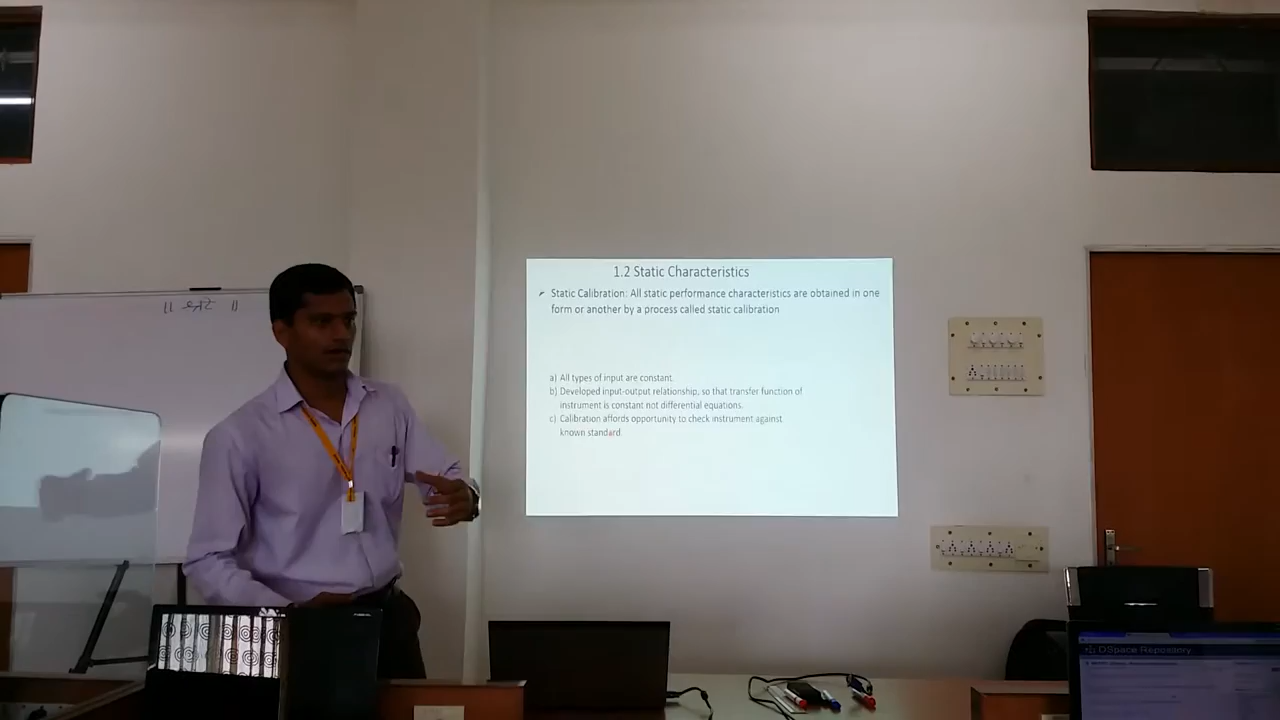 1.2 Static Characteristics
Static Calibration: All static performance characteristics are obtained in one
form or another by a process called static calibration
a) All types of input are constant.
b) Developed input-output relationship, so that transfer function of
instrument is constant not differential equations.
c) Calibration affords opportunity to check instrument against
known standard
DSpace Repository